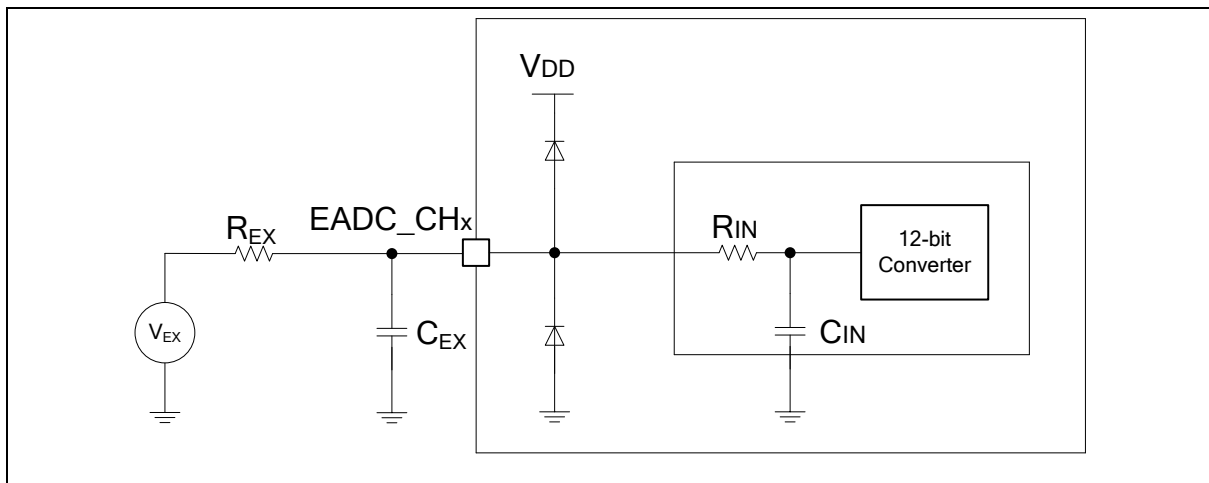 VDD
EADC_CHx
REX
RIN
12-bit
Converter
VEX
CEX
CIN